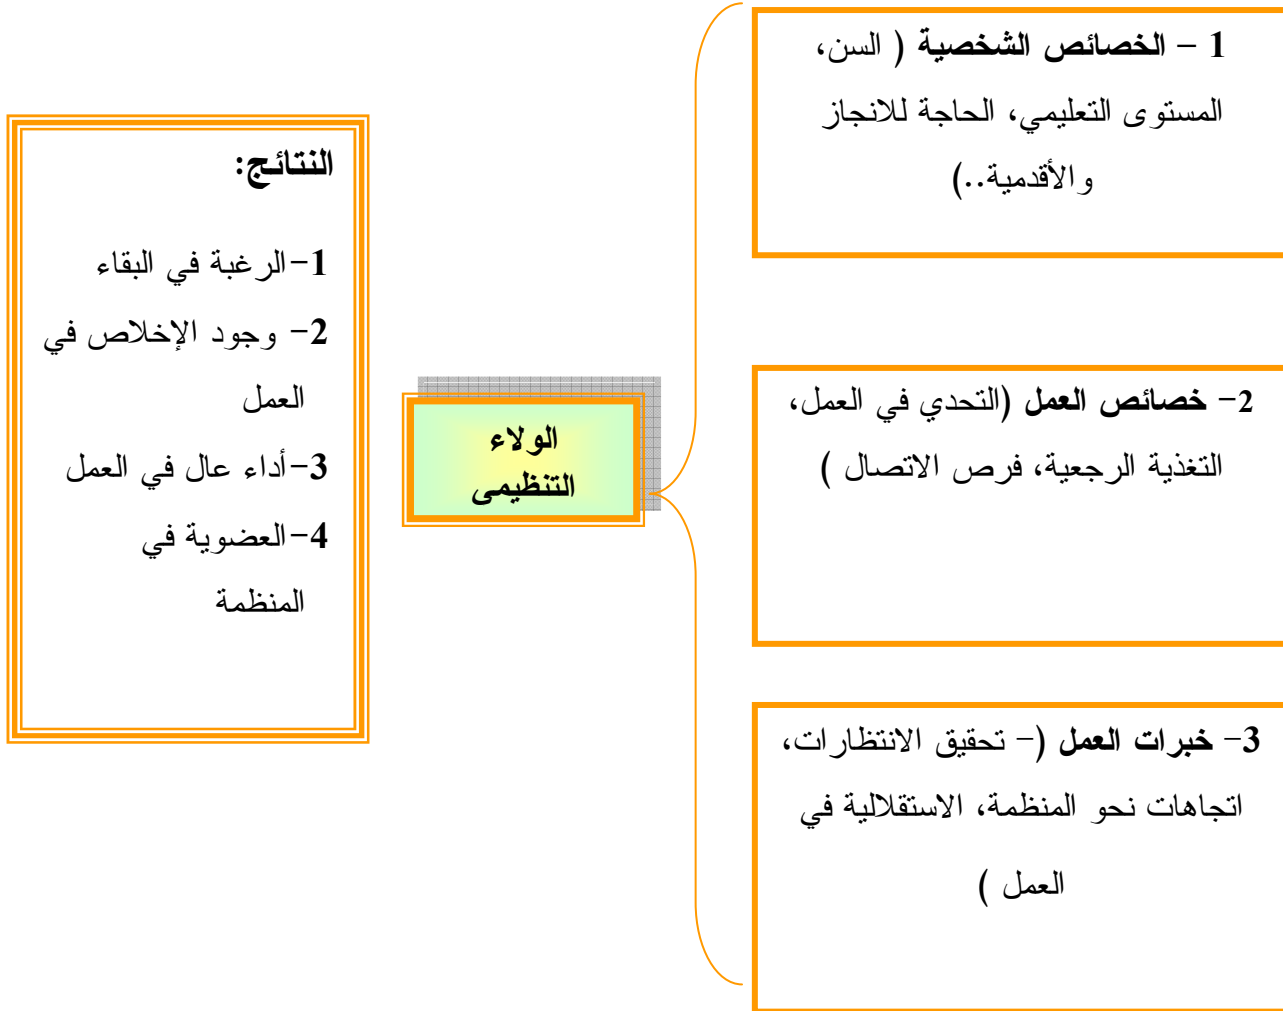 1 - الخصائص الشخصية ( السن،
المستوى التعليمي، الحاجة للانجاز
والأقدمية..)
2- خصائص العمل (التحدي في العمل،
التغذية الرجعية، فرص الاتصال )
3- خبرات العمل (- تحقيق الانتظارات،
اتجاهات نحو المنظمة، الاستقلالية في
العمل )
الولاء
التنظيمى
النتائج:
1-الرغبة في البقاء
2- وجود الإخلاص في
العمل
3-أداء عال في العمل
4-العضوية في
المنظمة